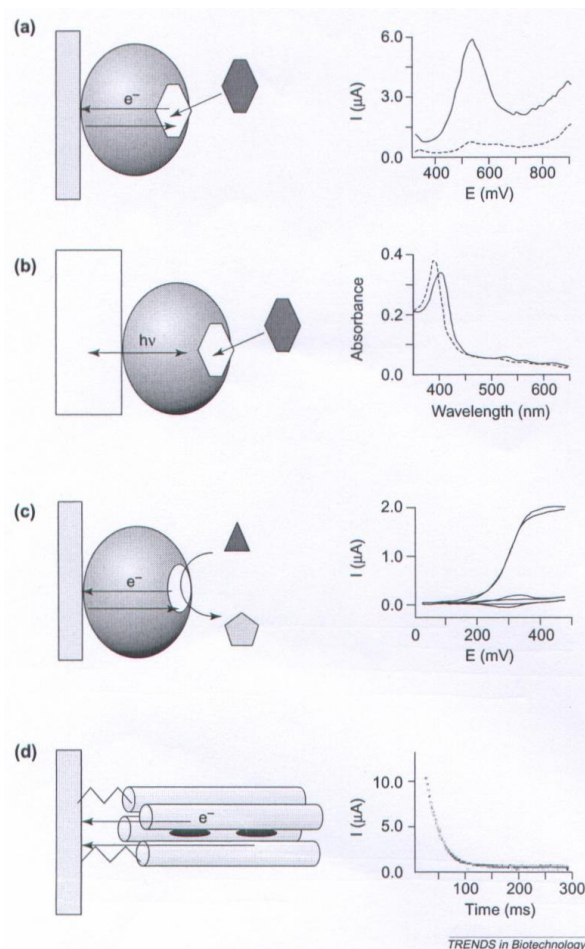 (a)
e–
6.0
3.0
0.0
I (μA)
400 600 800
E (mV)
(b)
hν
0.4
0.2
0.0
Absorbance
400 500 600
Wavelength (nm)
(c)
e–
2.0
1.0
0.0
I (μA)
0 200 400
E (mV)
(d)
e–
10.0
5.0
0.0
I (μA)
100 200 300
Time (ms)
TRENDS in Biotechnology